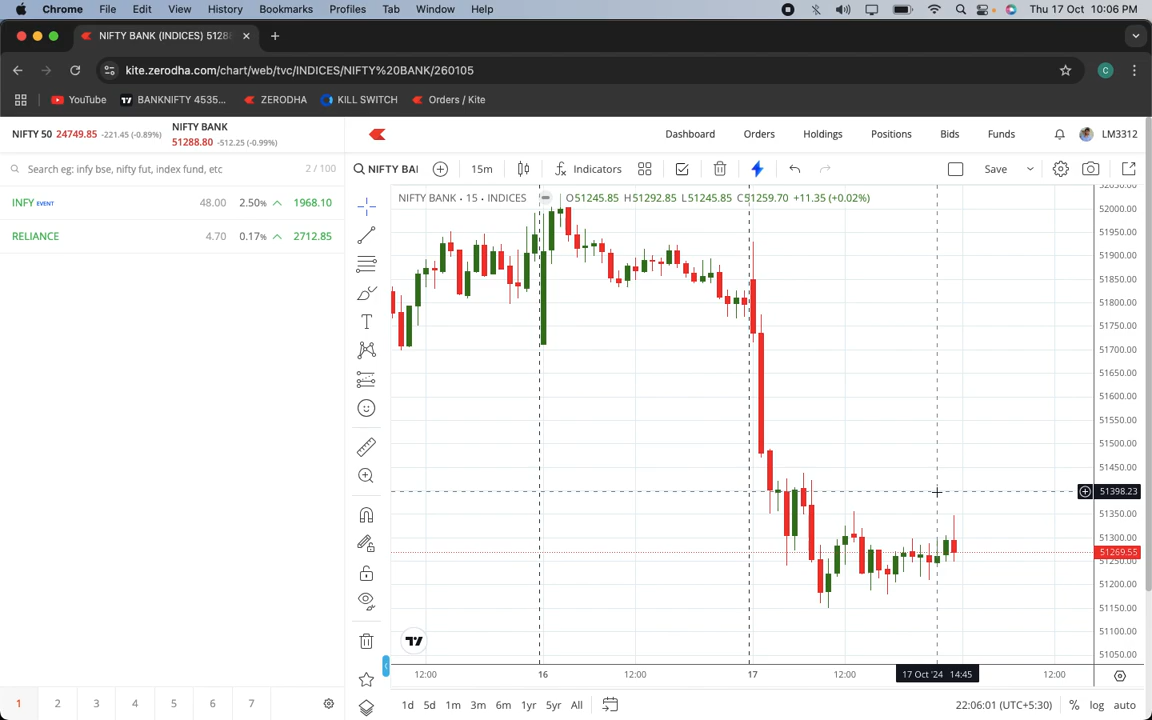 Chrome File Edit View History Bookmarks Profiles Tab Window Help Thu 17 Oct 10:06 PM
NIFTY BANK (INDICES) 5128
kite.zerodha.com/chart/web/tvc/INDICES/NIFTY%20BANK/260105 C
YouTube BANKNIFTY 4535... ZERODHA KILL SWITCH Orders / Kite
NIFTY 50 24749.85 -221.45 (-0.89%)
NIFTY BANK
51288.80 -512.25 (-0.99%)
Dashboard Orders Holdings Positions Bids Funds LM3312
Search eg: infy bse, nifty fut, index fund, etc 2 / 100
NIFTY BAI 15m Indicators Save
INFY EVENT 48.00 2.50% 1968.10
RELIANCE 4.70 0.17% 2712.85
NIFTY BANK · 15 · INDICES O51245.85 H51292.85 L51245.85 C51259.70 +11.35 (+0.02%)
52000.00
51950.00
51900.00
51850.00
51800.00
51750.00
51700.00
51650.00
51600.00
51550.00
51500.00
51450.00
51398.23
51350.00
51300.00
51269.55
51250.00
51200.00
51150.00
51100.00
51050.00
12:00 16 12:00 17 12:00 17 Oct '24 14:45 12:00
1 2 3 4 5 6 7
1d 5d 1m 3m 6m 1yr 5yr All 22:06:01 (UTC+5:30) % log auto